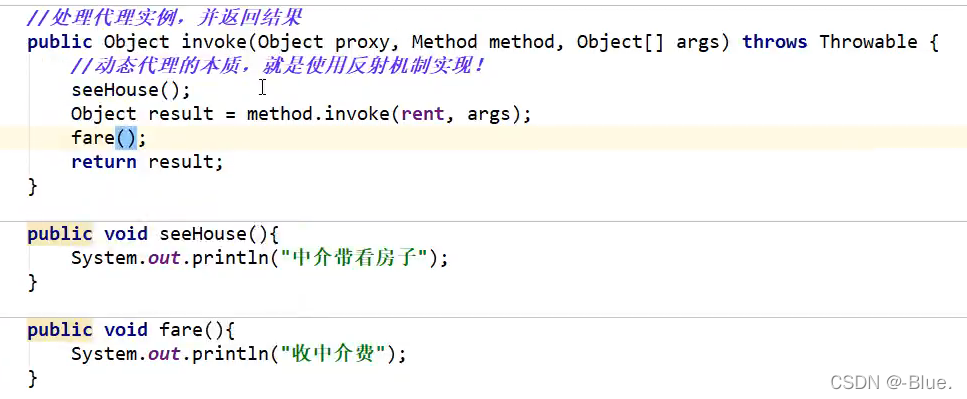 //处理代理实例，并返回结果
public Object invoke(Object proxy, Method method, Object[] args) throws Throwable {
//动态代理的本质，就是使用反射机制实现！
seeHouse();
Object result = method.invoke(rent, args);
fare();
return result;
}
public void seeHouse(){
System.out.println("中介带看房子");
}
public void fare(){
System.out.println("收中介费");
}
CSDN @-Blue.